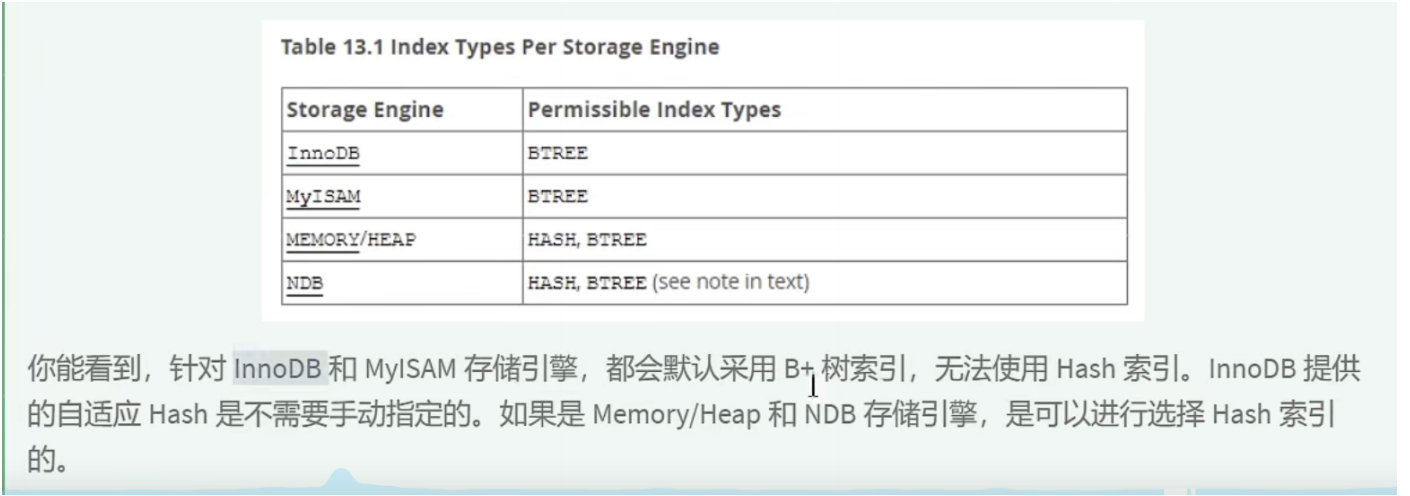 Table 13.1 Index Types Per Storage Engine
Storage Engine Permissible Index Types
InnoDB BTREE
MyISAM BTREE
MEMORY/HEAP HASH, BTREE
NDB HASH, BTREE (see note in text)
你能看到，针对 InnoDB 和 MyISAM 存储引擎，都会默认采用 B+ 树索引，无法使用 Hash 索引。InnoDB 提供
的自适应 Hash 是不需要手动指定的。如果是 Memory/Heap 和 NDB 存储引擎，是可以进行选择 Hash 索引
的。